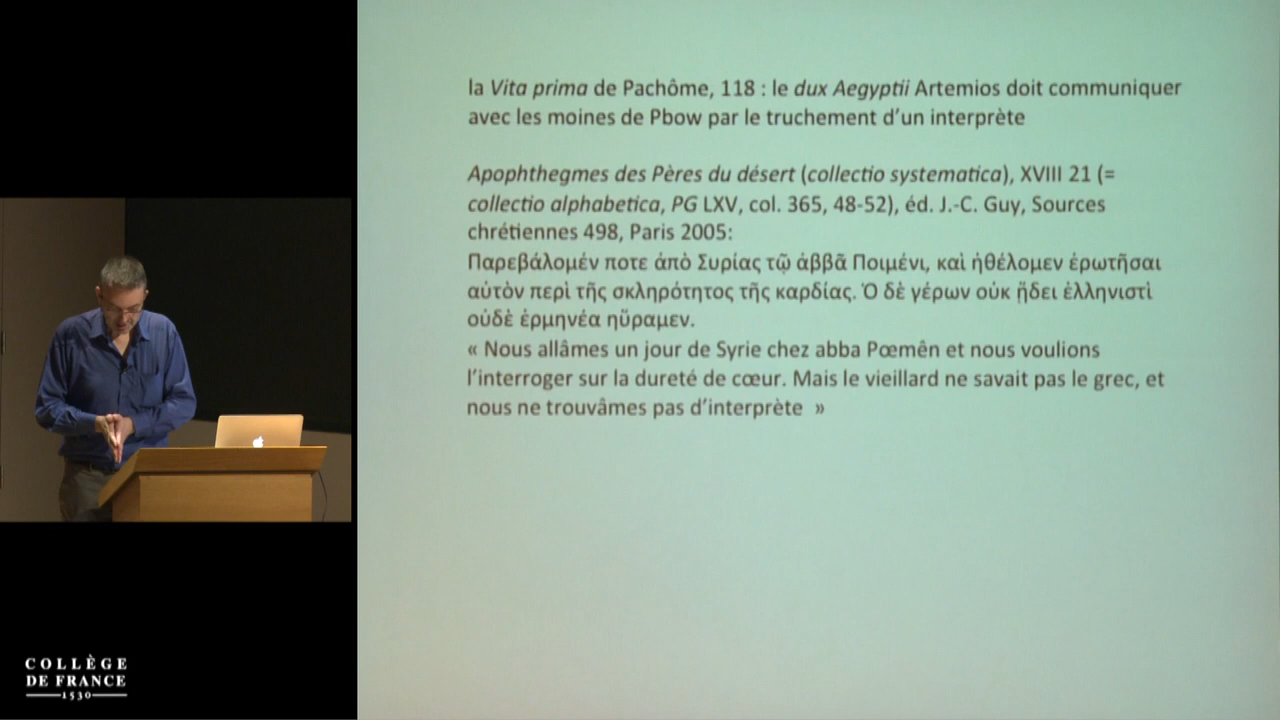 la Vita prima de Pachôme, 118 : le dux Aegyptii Artemios doit communiquer
avec les moines de Pbow par le truchement d’un interprète
Apophthegmes des Pères du désert (collectio systematica), XVIII 21 (=
collectio alphabetica, PG LXV, col. 365, 48-52), éd. J.-C. Guy, Sources
chrétiennes 498, Paris 2005:
Παρεβάλομέν ποτε ἀπὸ Συρίας τῷ ἀββᾶ Ποιμένι, καὶ ἠθέλομεν ἐρωτῆσαι
αὐτὸν περὶ τῆς σκληρότητος τῆς καρδίας. Ὁ δὲ γέρων οὐκ ᾔδει ἑλληνιστὶ
οὐδὲ ἑρμηνέα ηὕραμεν.
« Nous allâmes un jour de Syrie chez abba Pœmên et nous voulions
l’interroger sur la dureté de cœur. Mais le vieillard ne savait pas le grec, et
nous ne trouvâmes pas d’interprète »
COLLÈGE
DE FRANCE
1530